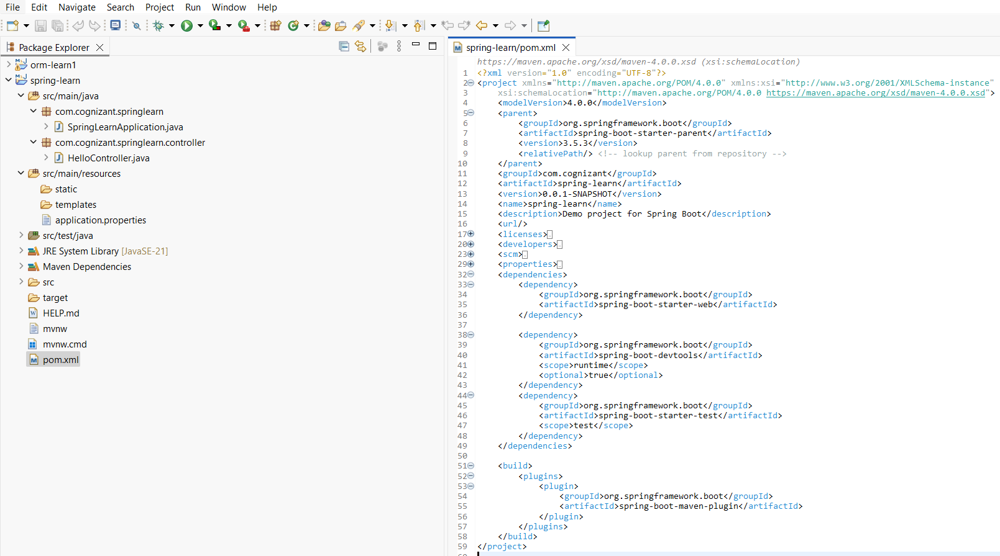 File Edit Navigate Search Project Run Window Help
Package Explorer
orm-learn1
spring-learn
src/main/java
com.cognizant.springlearn
SpringLearnApplication.java
com.cognizant.springlearn.controller
HelloController.java
src/main/resources
static
templates
application.properties
src/test/java
JRE System Library [JavaSE-21]
Maven Dependencies
src
target
HELP.md
mvnw
mvnw.cmd
pom.xml
spring-learn/pom.xml
https://maven.apache.org/xsd/maven-4.0.0.xsd (xsi:schemaLocation)
1 <?xml version="1.0" encoding="UTF-8"?>
2 <project xmlns="http://maven.apache.org/POM/4.0.0" xmlns:xsi="http://www.w3.org/2001/XMLSchema-instance"
3 xsi:schemaLocation="http://maven.apache.org/POM/4.0.0 https://maven.apache.org/xsd/maven-4.0.0.xsd">
4 <modelVersion>4.0.0</modelVersion>
5 <parent>
6 <groupId>org.springframework.boot</groupId>
7 <artifactId>spring-boot-starter-parent</artifactId>
8 <version>3.5.3</version>
9 <relativePath/> <!-- lookup parent from repository -->
10 </parent>
11 <groupId>com.cognizant</groupId>
12 <artifactId>spring-learn</artifactId>
13 <version>0.0.1-SNAPSHOT</version>
14 <name>spring-learn</name>
15 <description>Demo project for Spring Boot</description>
16 <url/>
17 <licenses>
20 <developers>
23 <scm>
29 <properties>
32 <dependencies>
33 <dependency>
34 <groupId>org.springframework.boot</groupId>
35 <artifactId>spring-boot-starter-web</artifactId>
36 </dependency>
37
38 <dependency>
39 <groupId>org.springframework.boot</groupId>
40 <artifactId>spring-boot-devtools</artifactId>
41 <scope>runtime</scope>
42 <optional>true</optional>
43 </dependency>
44 <dependency>
45 <groupId>org.springframework.boot</groupId>
46 <artifactId>spring-boot-starter-test</artifactId>
47 <scope>test</scope>
48 </dependency>
49 </dependencies>
50
51 <build>
52 <plugins>
53 <plugin>
54 <groupId>org.springframework.boot</groupId>
55 <artifactId>spring-boot-maven-plugin</artifactId>
56 </plugin>
57 </plugins>
58 </build>
59 </project>